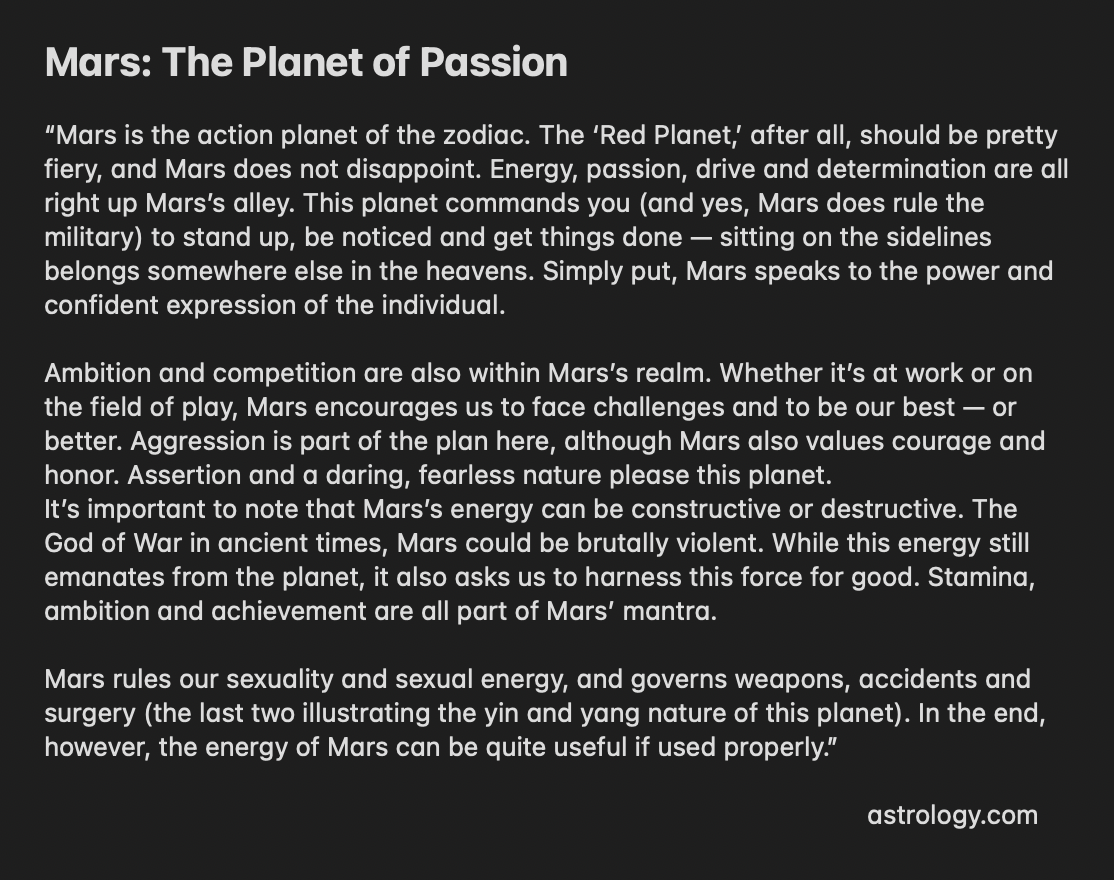 Mars: The Planet of Passion
“Mars is the action planet of the zodiac. The ‘Red Planet,’ after all, should be pretty
fiery, and Mars does not disappoint. Energy, passion, drive and determination are all
right up Mars’s alley. This planet commands you (and yes, Mars does rule the
military) to stand up, be noticed and get things done — sitting on the sidelines
belongs somewhere else in the heavens. Simply put, Mars speaks to the power and
confident expression of the individual.
Ambition and competition are also within Mars’s realm. Whether it’s at work or on
the field of play, Mars encourages us to face challenges and to be our best — or
better. Aggression is part of the plan here, although Mars also values courage and
honor. Assertion and a daring, fearless nature please this planet.
It’s important to note that Mars’s energy can be constructive or destructive. The
God of War in ancient times, Mars could be brutally violent. While this energy still
emanates from the planet, it also asks us to harness this force for good. Stamina,
ambition and achievement are all part of Mars’ mantra.
Mars rules our sexuality and sexual energy, and governs weapons, accidents and
surgery (the last two illustrating the yin and yang nature of this planet). In the end,
however, the energy of Mars can be quite useful if used properly.”
astrology.com